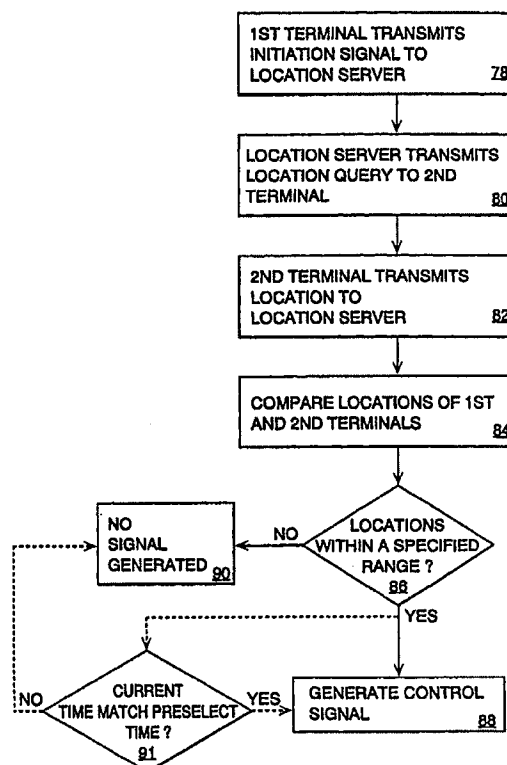 1ST TERMINAL TRANSMITS
INITIATION SIGNAL TO
LOCATION SERVER
78
LOCATION SERVER TRANSMITS
LOCATION QUERY TO 2ND
TERMINAL
80
2ND TERMINAL TRANSMITS
LOCATION TO
LOCATION SERVER
82
COMPARE LOCATIONS OF 1ST
AND 2ND TERMINALS
84
LOCATIONS
WITHIN A SPECIFIED
RANGE ?
86
NO
YES
NO
SIGNAL
GENERATED
90
CURRENT
TIME MATCH PRESELECT
TIME ?
91
NO
YES
GENERATE CONTROL
SIGNAL
88